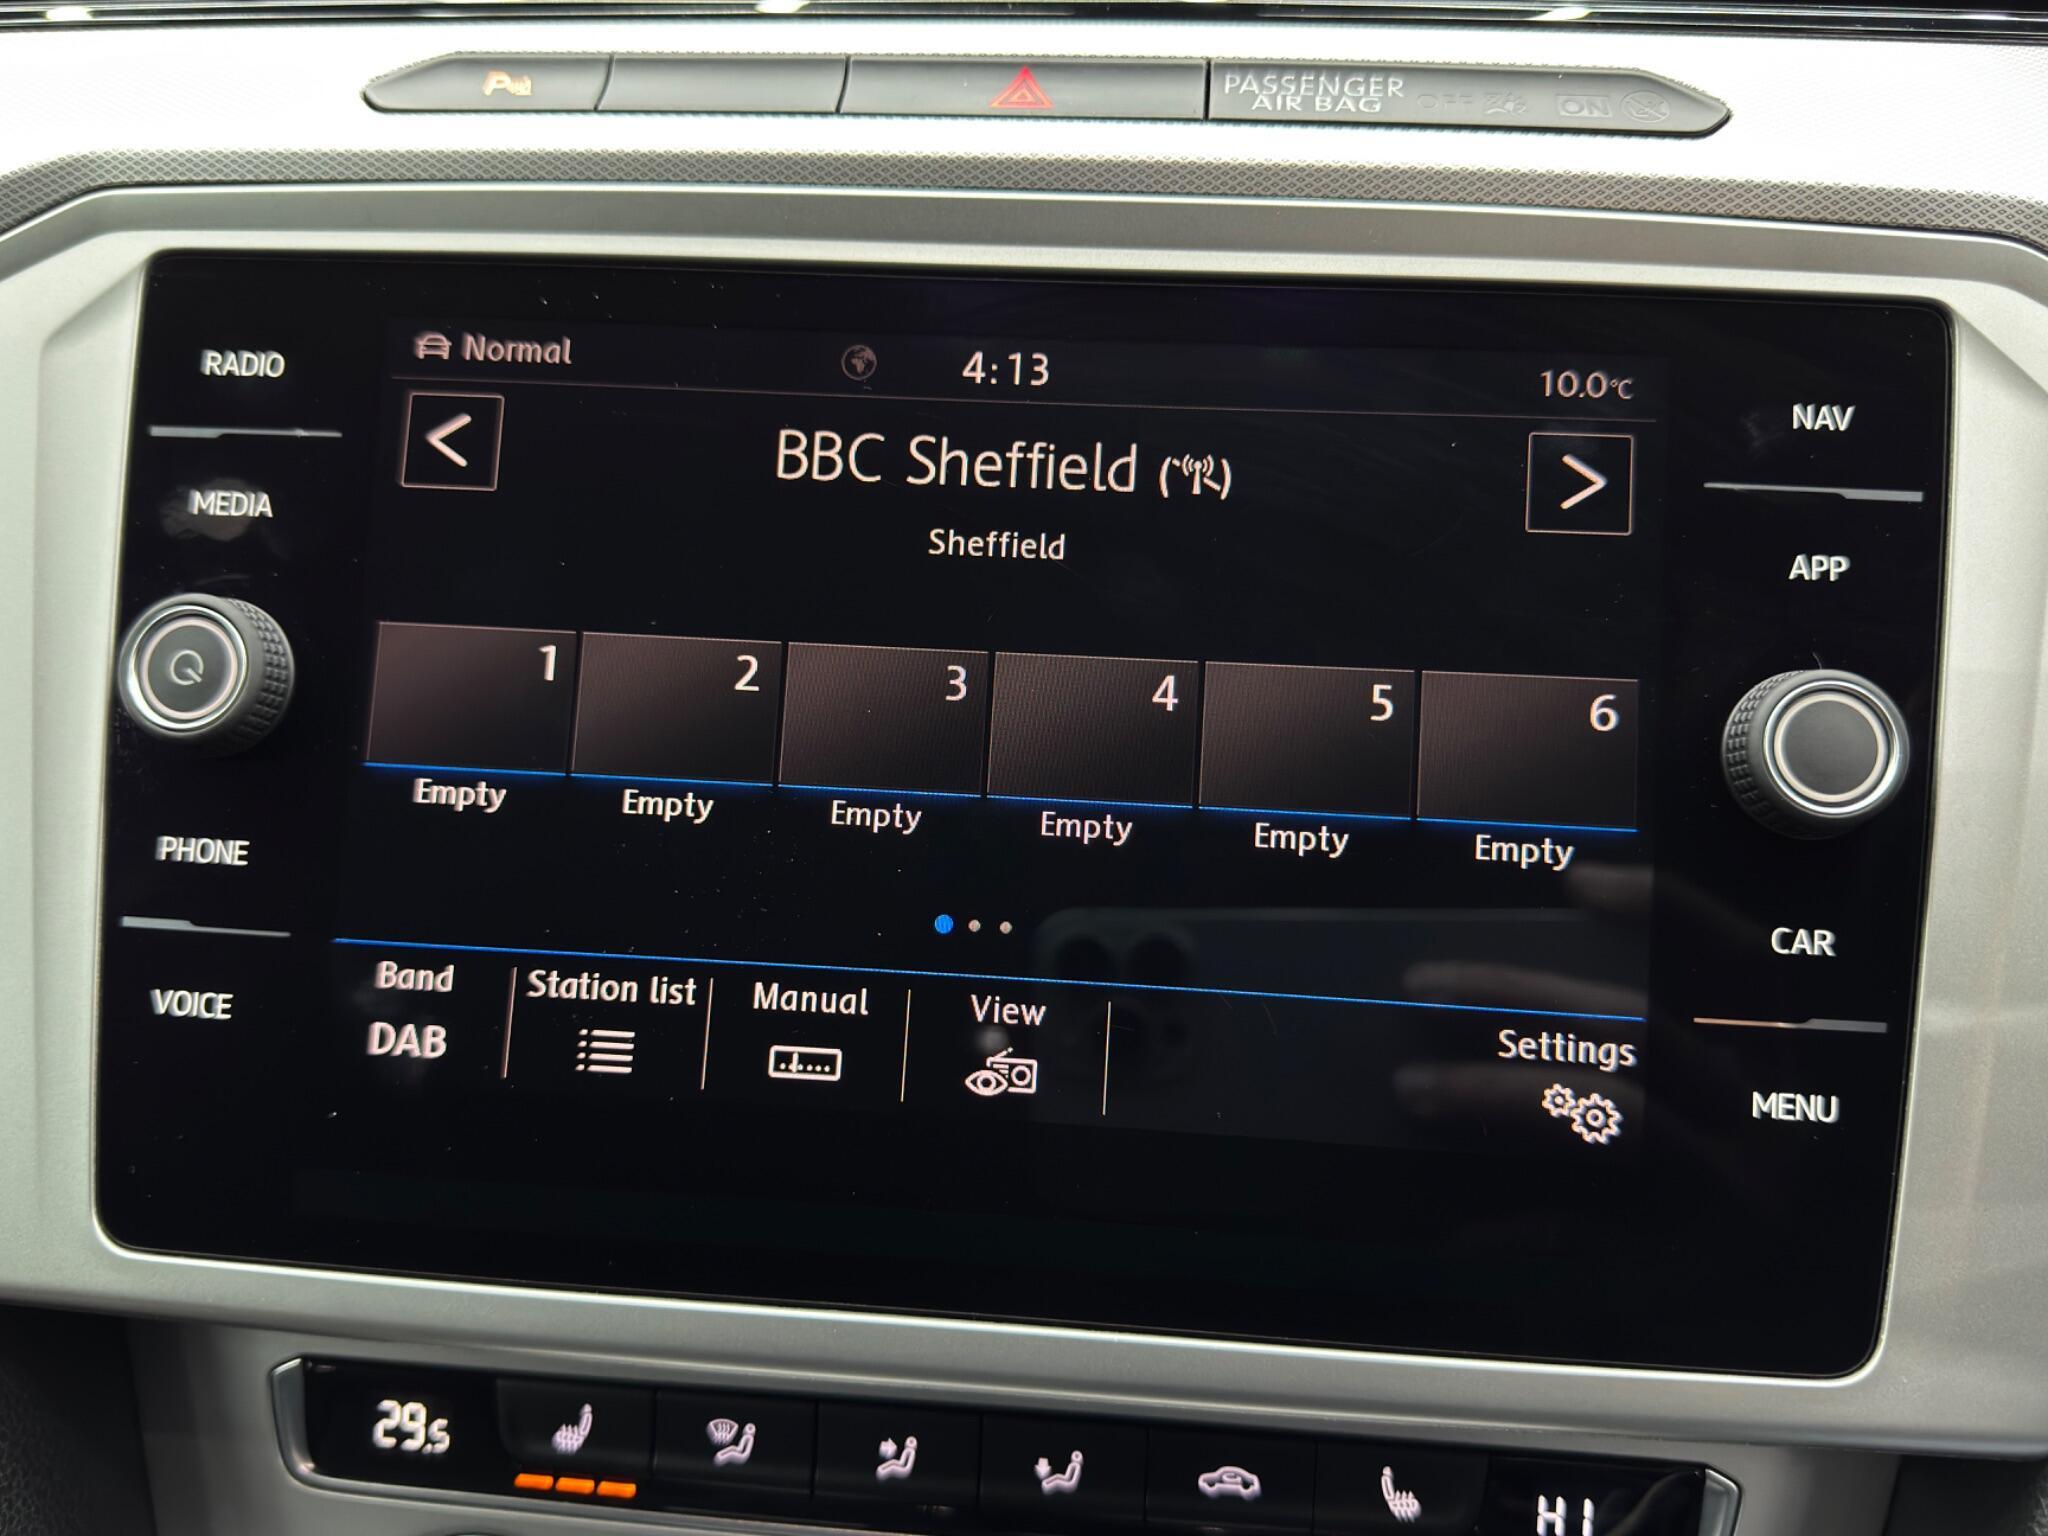 P
PASSENGER
AIR BAG OFF ON
RADIO
MEDIA
PHONE
VOICE
Normal
4:13
10.0°C
<
BBC Sheffield
>
Sheffield
1 2 3 4 5 6
Empty Empty Empty Empty Empty Empty
Band
DAB
Station list
Manual
View
Settings
NAV
APP
CAR
MENU
29.5
HI